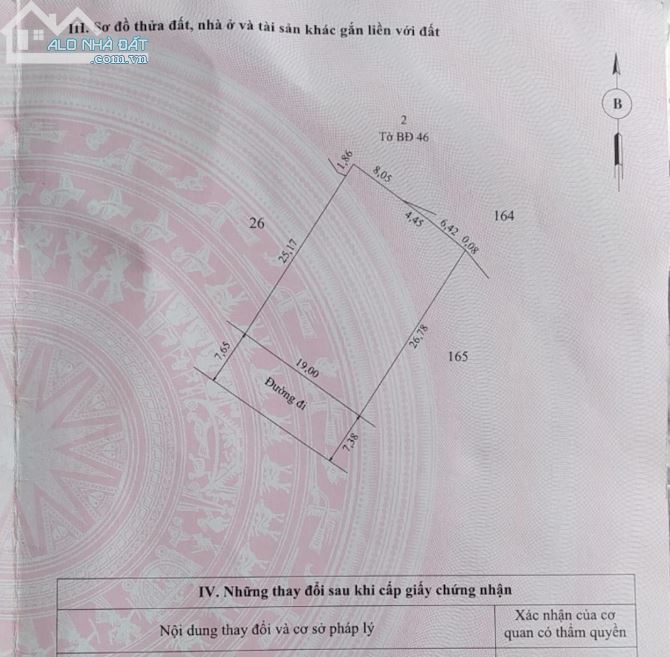 III. Sơ đồ thửa đất, nhà ở và tài sản khác gắn liền với đất
ALO NHÀ ĐẤT
.com.vn
B
2
Tờ BĐ 46
1,86
8,05
4,45
6,42
0,08
164
26
25,17
26,78
165
7,65
19,00
Đường đi
7,38
IV. Những thay đổi sau khi cấp giấy chứng nhận
Nội dung thay đổi và cơ sở pháp lý
Xác nhận của cơ
quan có thẩm quyền